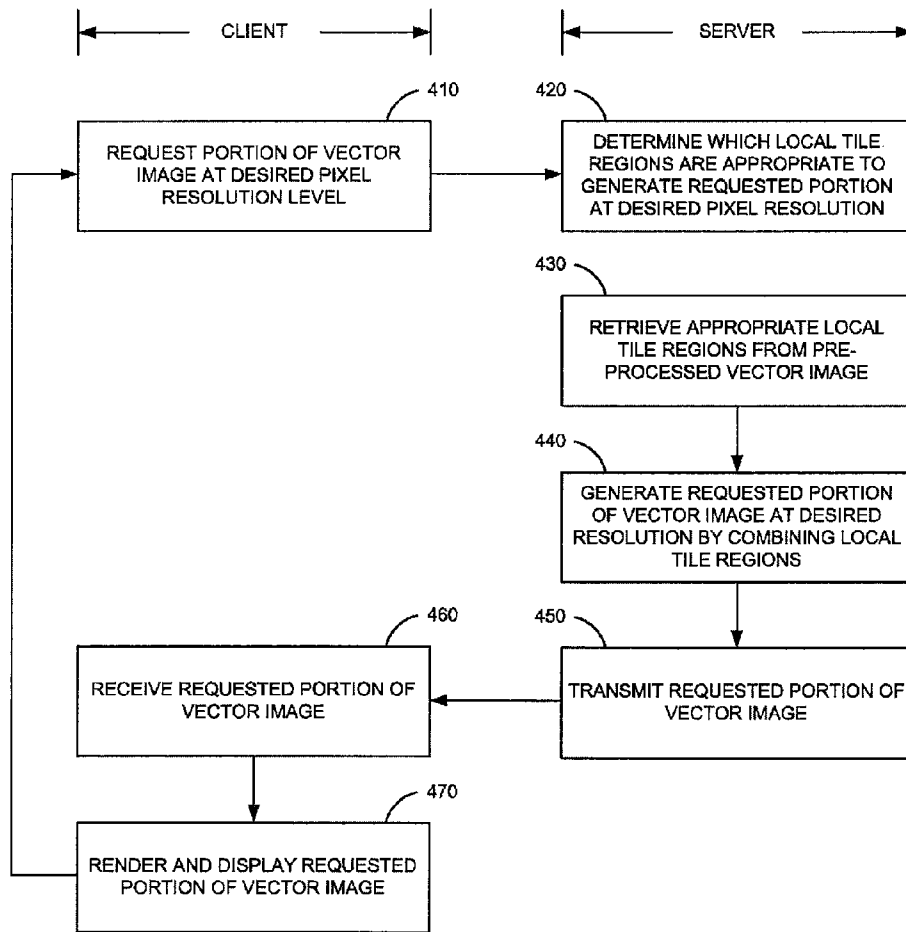 CLIENT
SERVER
410
REQUEST PORTION OF VECTOR
IMAGE AT DESIRED PIXEL
RESOLUTION LEVEL
420
DETERMINE WHICH LOCAL TILE
REGIONS ARE APPROPRIATE TO
GENERATE REQUESTED PORTION
AT DESIRED PIXEL RESOLUTION
430
RETRIEVE APPROPRIATE LOCAL
TILE REGIONS FROM PRE-
PROCESSED VECTOR IMAGE
440
GENERATE REQUESTED PORTION
OF VECTOR IMAGE AT DESIRED
RESOLUTION BY COMBINING LOCAL
TILE REGIONS
450
TRANSMIT REQUESTED PORTION OF
VECTOR IMAGE
460
RECEIVE REQUESTED PORTION OF
VECTOR IMAGE
470
RENDER AND DISPLAY REQUESTED
PORTION OF VECTOR IMAGE